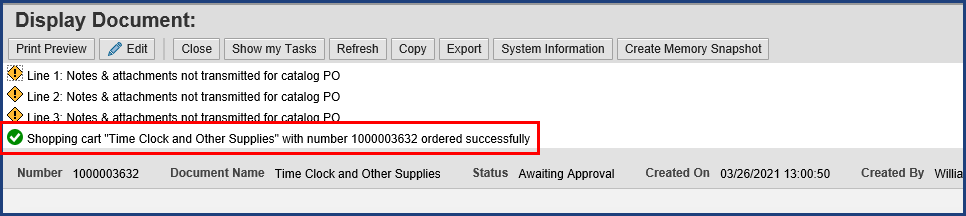 Display Document:
Print Preview Edit Close Show my Tasks Refresh Copy Export System Information Create Memory Snapshot
Line 1: Notes & attachments not transmitted for catalog PO
Line 2: Notes & attachments not transmitted for catalog PO
Line 3: Notes & attachments not transmitted for catalog PO
Shopping cart "Time Clock and Other Supplies" with number 1000003632 ordered successfully
Number 1000003632 Document Name Time Clock and Other Supplies Status Awaiting Approval Created On 03/26/2021 13:00:50 Created By Willia